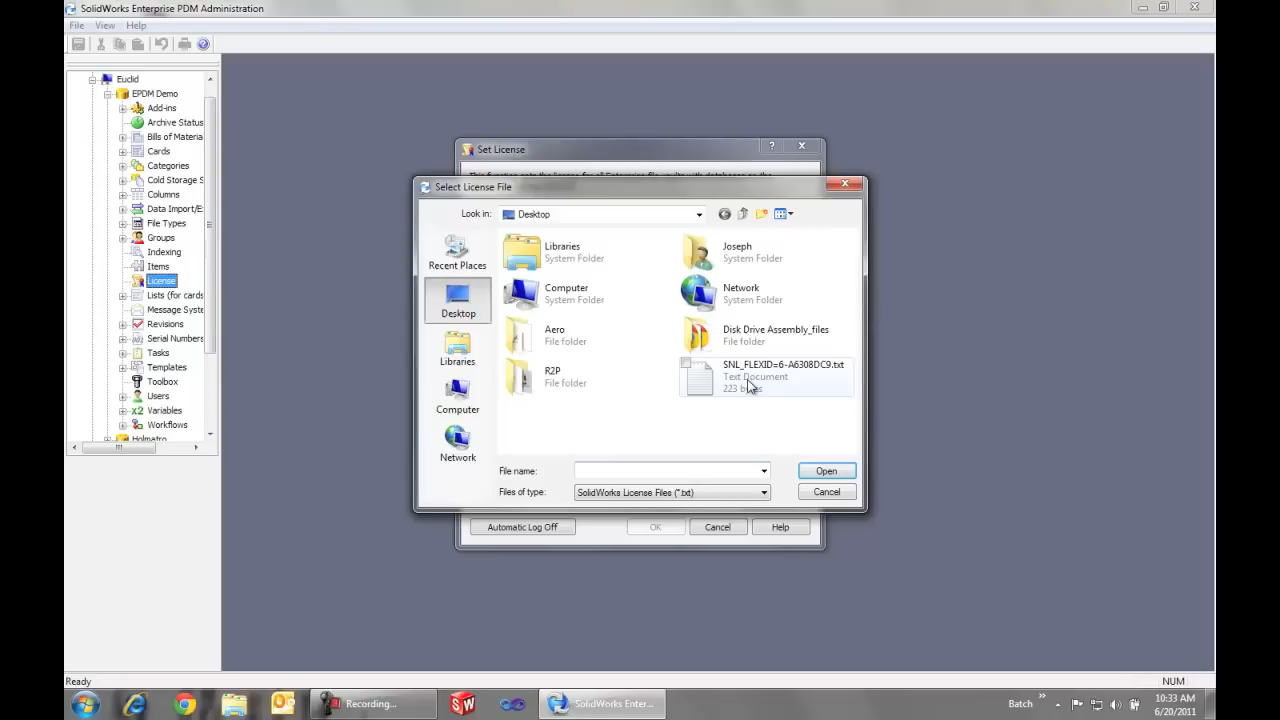 SolidWorks Enterprise PDM Administration
File View Help
Euclid
EPDM Demo
Add-ins
Archive Status
Bills of Materia
Cards
Categories
Cold Storage S
Columns
Data Import/E
File Types
Groups
Indexing
Items
License
Lists (for cards
Message Syst
Revisions
Serial Numbers
Tasks
Templates
Toolbox
Users
Variables
Workflows
Holmatro
Set License
Select License File
Look in: Desktop
Recent Places
Desktop
Libraries
Computer
Network
Libraries
System Folder
Joseph
System Folder
Computer
System Folder
Network
System Folder
Aero
File folder
Disk Drive Assembly_files
File folder
R2P
File folder
SNL_FLEXID=6-A6308DC9.txt
Text Document
223 bytes
File name:
Open
Files of type: SolidWorks License Files (*.txt)
Cancel
Automatic Log Off OK Cancel Help
Ready
NUM
Recording...
SolidWorks Enter...
Batch
10:33 AM
6/20/2011